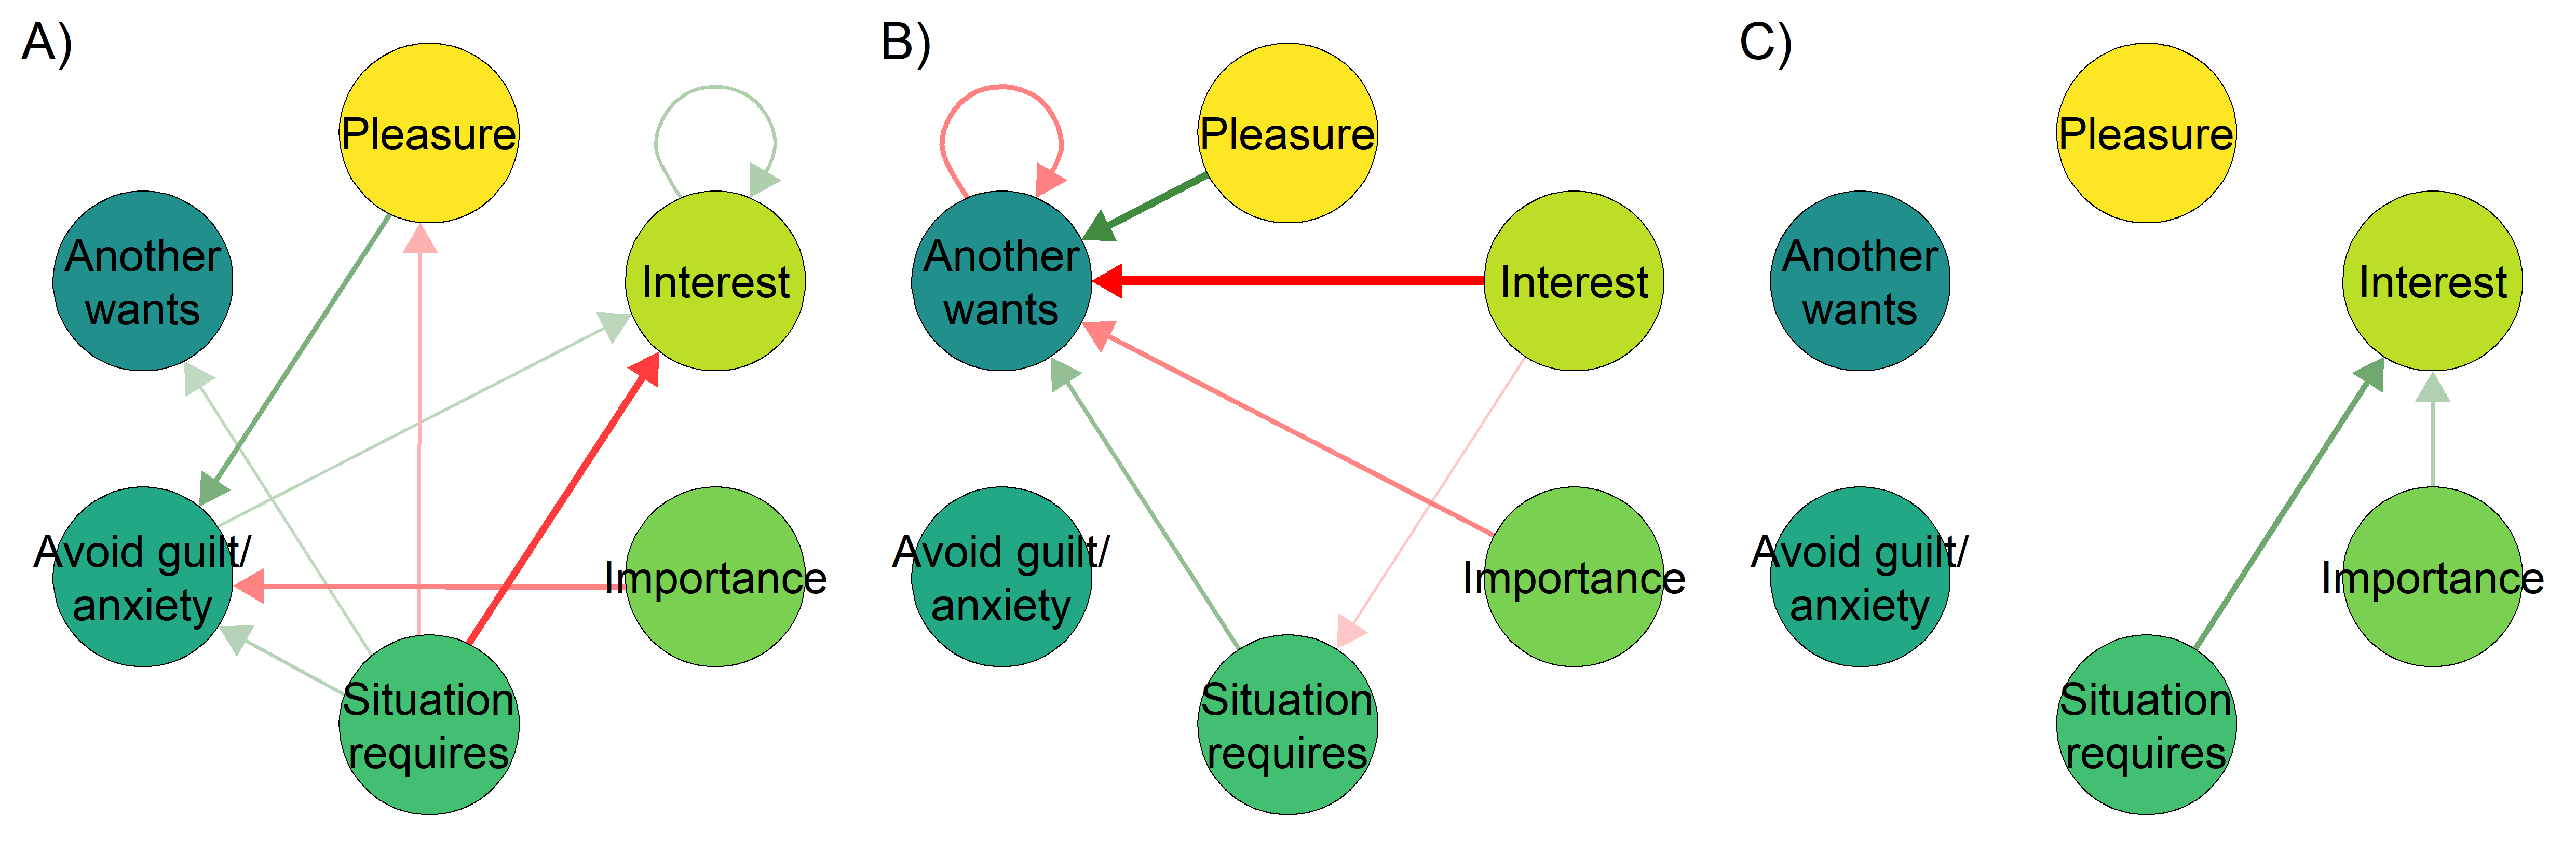 A)
Pleasure
Another
wants
Interest
Avoid guilt/
anxiety
Importance
Situation
requires
B)
Pleasure
Another
wants
Interest
Avoid guilt/
anxiety
Importance
Situation
requires
C)
Pleasure
Another
wants
Interest
Avoid guilt/
anxiety
Importance
Situation
requires